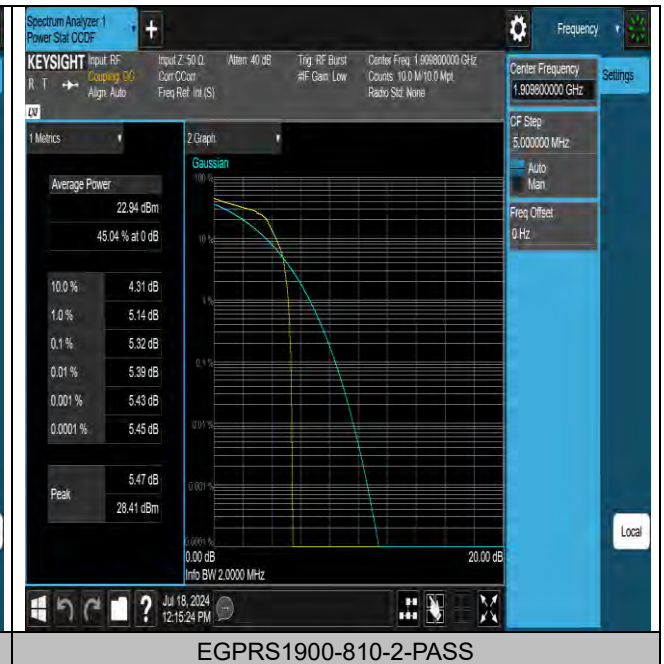 Spectrum Analyzer 1
Power Stat CCDF
+
Frequency
KEYSIGHT
R T
Input: RF
Coupling: DC
Align: Auto
Input Z: 50 Ω
Corr CCorr
Freq Ref: Int (S)
Atten: 40 dB
Trig: RF Burst
#IF Gain: Low
Center Freq: 1.909800000 GHz
Counts: 10.0 M/10.0 Mpt
Radio Std: None
LXI
Center Frequency
1.909800000 GHz
Settings
CF Step
5.000000 MHz
Auto
Man
Freq Offset
0 Hz
1 Metrics
2 Graph
Gaussian
Average Power
22.94 dBm
45.04 % at 0 dB
10.0 % 4.31 dB
1.0 % 5.14 dB
0.1 % 5.32 dB
0.01 % 5.39 dB
0.001 % 5.43 dB
0.0001 % 5.45 dB
Peak
5.47 dB
28.41 dBm
100 %
10 %
1 %
0.1 %
0.01 %
0.001 %
0.0001 %
0.00 dB
20.00 dB
Info BW 2.0000 MHz
Local
?
Jul 18, 2024
12:15:24 PM
EGPRS1900-810-2-PASS